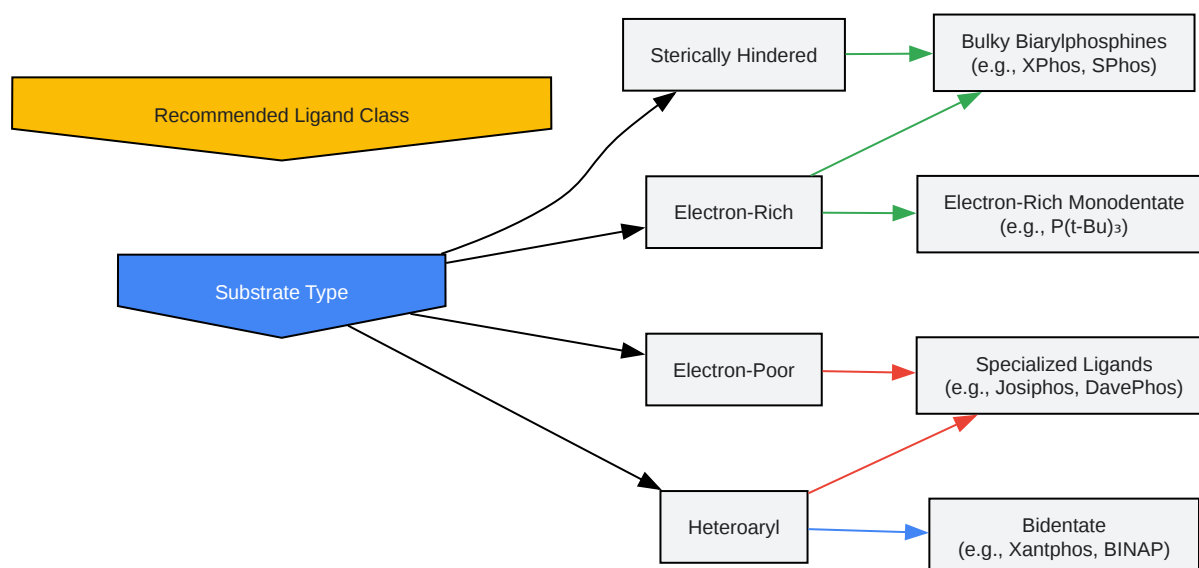 Recommended Ligand Class
Substrate Type
Sterically Hindered
Electron-Rich
Electron-Poor
Heteroaryl
Bulky Biarylphosphines
(e.g., XPhos, SPhos)
Electron-Rich Monodentate
(e.g., P(t-Bu)₃)
Specialized Ligands
(e.g., Josiphos, DavePhos)
Bidentate
(e.g., Xantphos, BINAP)